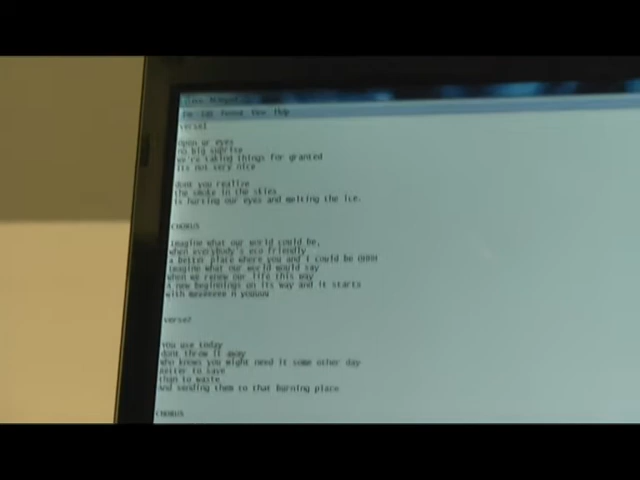 File Edit Format View Help
verse1
Open ur eyes
no big suprise
we're taking things for granted
its not very nice
dont you realise
the smoke in the skies
is hurting our eyes and melting the ice.
CHORUS
imagine what our world could be,
when everybody's eco friendly
a better place where you and i could be
imagine what our world would say
when we renew our life this way
A new beginnings on its way and it starts
with n
verse2
You use today
dont throw it away
who knows you might need it some other day
better to save
than to waste
and sending them to that burning place
CHORUS